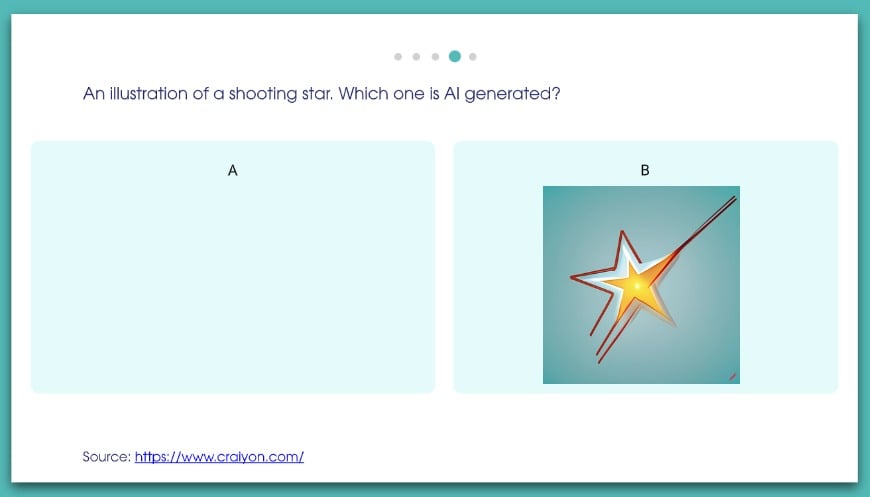 An illustration of a shooting star. Which one is AI generated?
A
B
Source: https://www.craiyon.com/